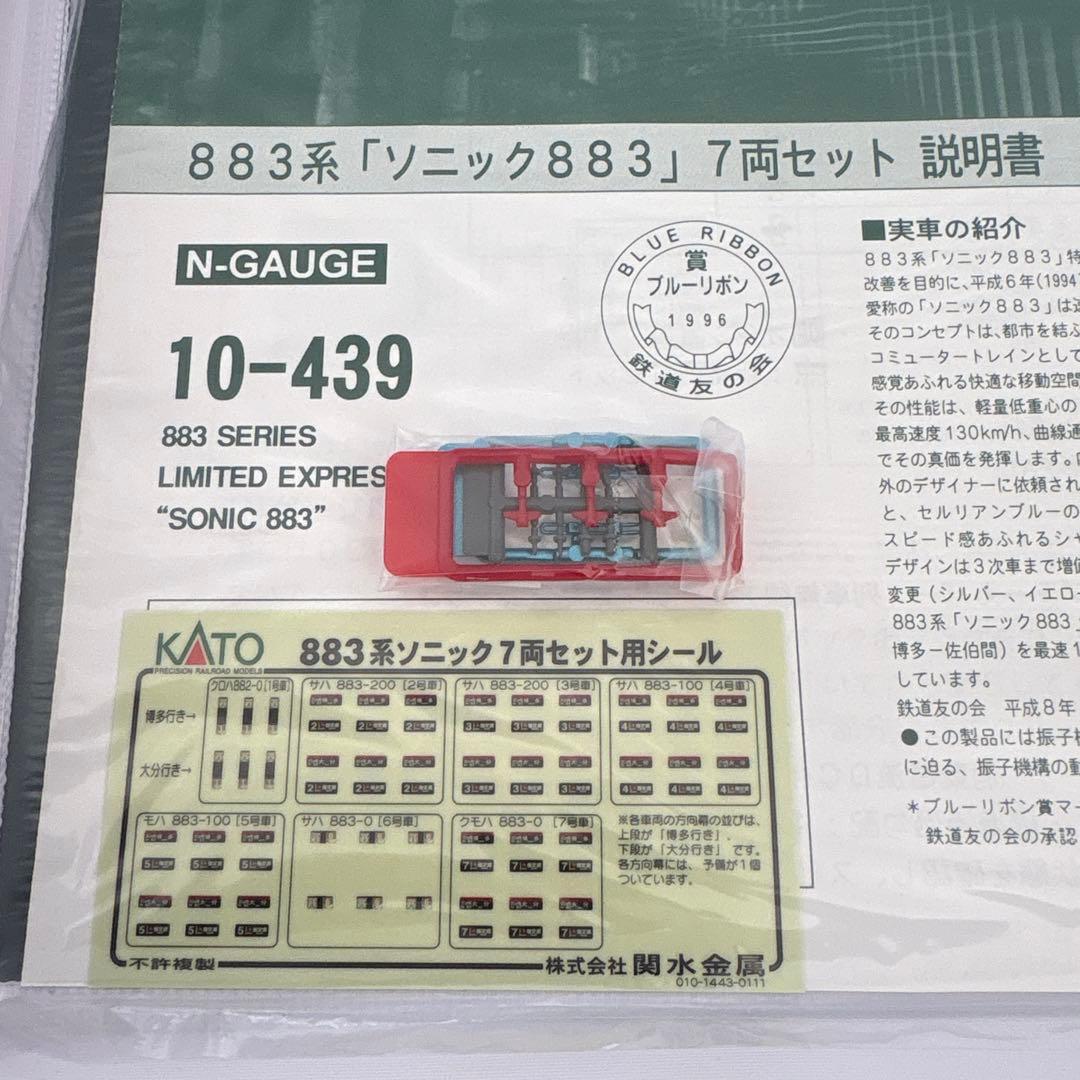 883系「ソニック883」7両セット 説明書
N-GAUGE
10-439
883 SERIES
LIMITED EXPRES
“SONIC 883”
BLUE RIBBON
賞
ブルーリボン
1996
鉄道友の会
■実車の紹介
883系「ソニック883」特
改善を目的に、平成6年(1994
愛称の「ソニック883」は
そのコンセプトは、都市を結ぶ
コミュータートレインとして
感覚あふれる快適な移動空間
その性能は、軽量低重心の
最高速度130km/h、曲線通
でその真価を発揮します。
外のデザイナーに依頼され
と、セルリアンブルーの
スピード感あふれるシャ
デザインは3次車まで増備
変更（シルバー、イエロー
883系「ソニック883」
博多－佐伯間）を最速1
しています。
鉄道友の会 平成8年
●この製品には振子機
に迫る、振子機構の動
＊ブルーリボン賞マー
鉄道友の会の承認
KATO
PRECISION RAILROAD MODELS
883系ソニック7両セット用シール
クロハ882-0[1号車]
サハ 883-200 [2号車]
サハ 883-200 [3号車]
サハ 883-100 [4号車]
博多行き→
大分行き→
モハ 883-100 [5号車]
サハ 883-0 [6号車]
クモハ 883-0 [7号車]
※各車両の方向幕の並びは、
上段が「博多行き」、
下段が「大分行き」です。
各方向幕には、予備が1個
ついています。
不許複製
株式会社 関水金属
010-1443-0111